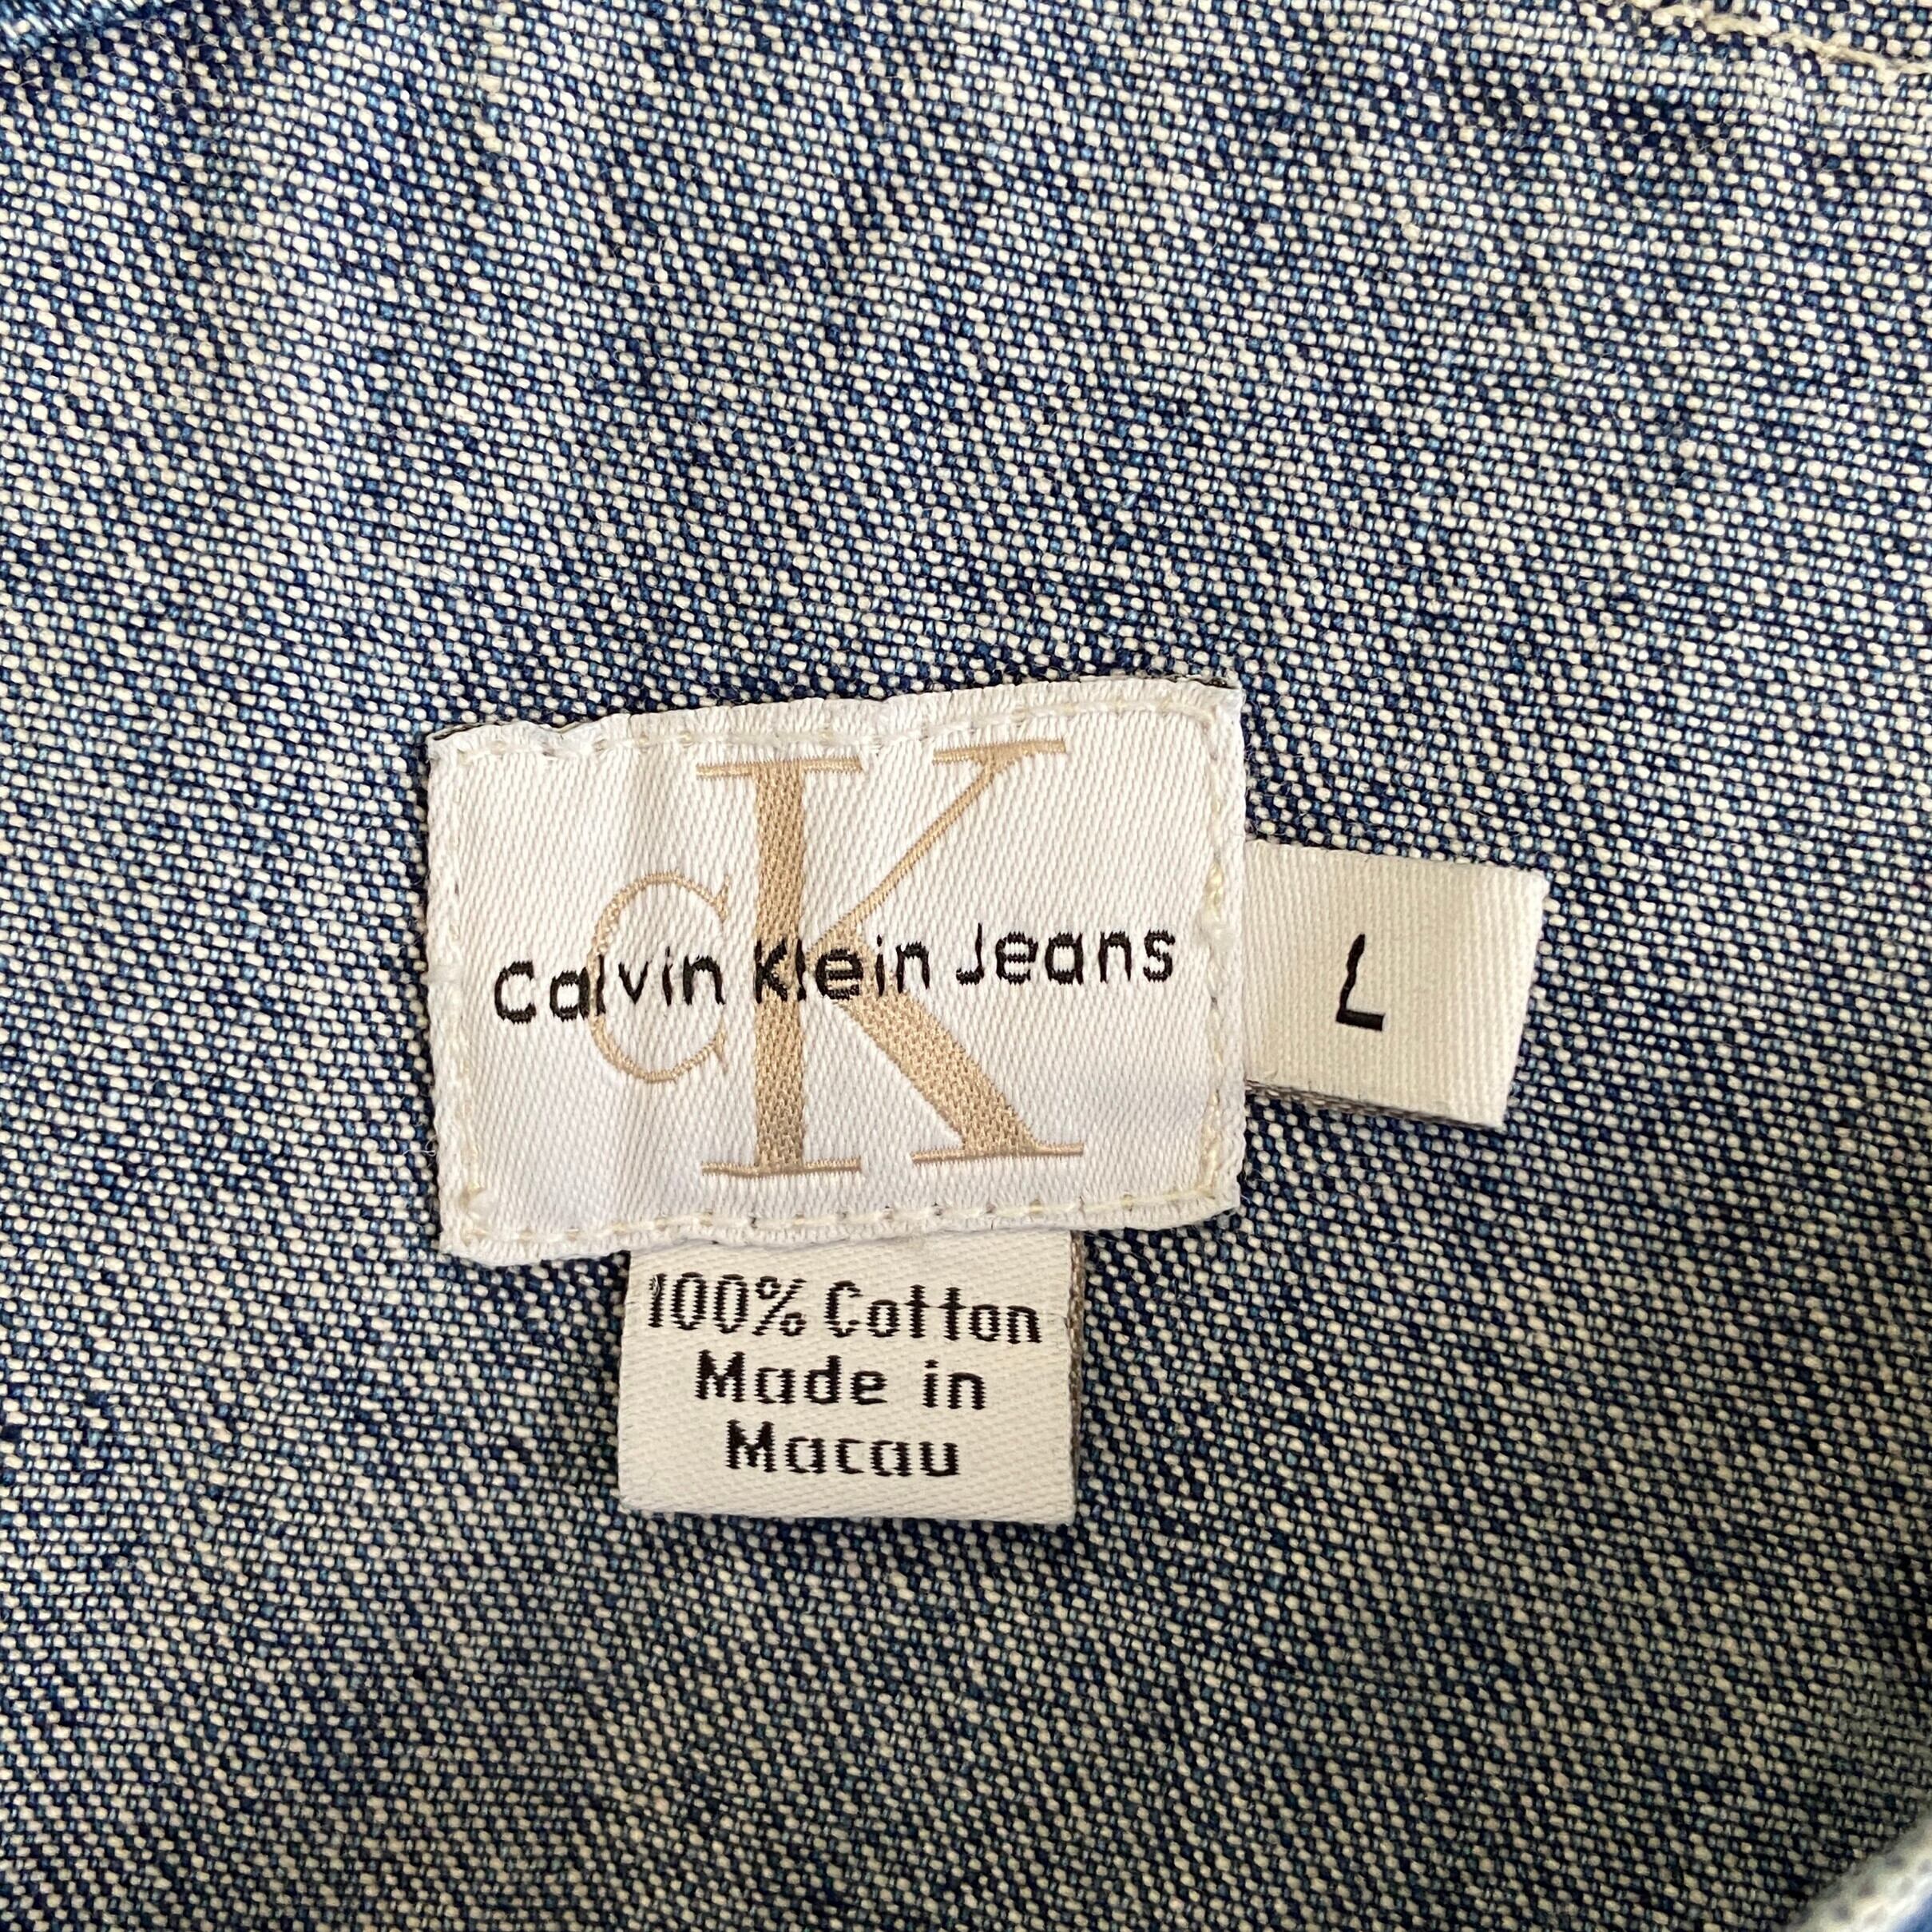 cK
Calvin Klein Jeans
L
100% Cotton
Made in
Macau